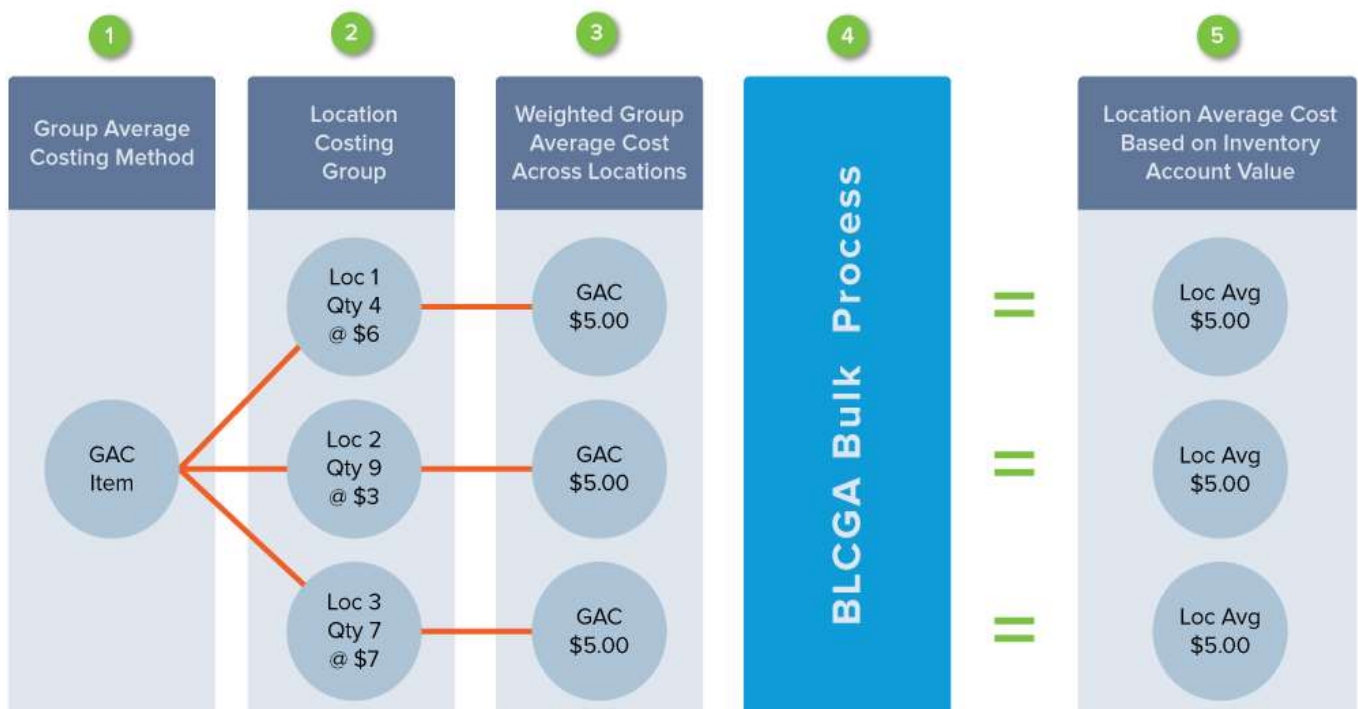 1
2
3
4
5
Group Average
Costing Method
Location
Costing
Group
Weighted Group
Average Cost
Across Locations
BLCGA Bulk Process
Location Average Cost
Based on Inventory
Account Value
GAC
Item
Loc 1
Qty 4
@ $6
GAC
$5.00
=
Loc Avg
$5.00
Loc 2
Qty 9
@ $3
GAC
$5.00
=
Loc Avg
$5.00
Loc 3
Qty 7
@ $7
GAC
$5.00
=
Loc Avg
$5.00